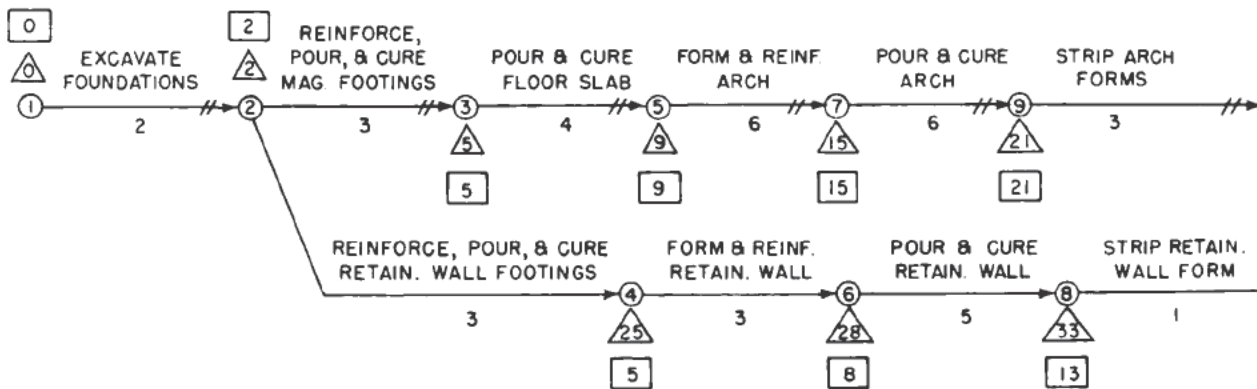 0
0
EXCAVATE
FOUNDATIONS
1
2
2
2
REINFORCE,
POUR, & CURE
MAG. FOOTINGS
2
3
POUR & CURE
FLOOR SLAB
3
4
5
5
FORM & REINF.
ARCH
5
6
9
9
POUR & CURE
ARCH
7
6
15
15
STRIP ARCH
FORMS
9
3
21
21
REINFORCE, POUR, & CURE
RETAIN. WALL FOOTINGS
3
FORM & REINF.
RETAIN. WALL
4
3
25
5
POUR & CURE
RETAIN. WALL
6
5
28
8
STRIP RETAIN.
WALL FORM
8
1
33
13